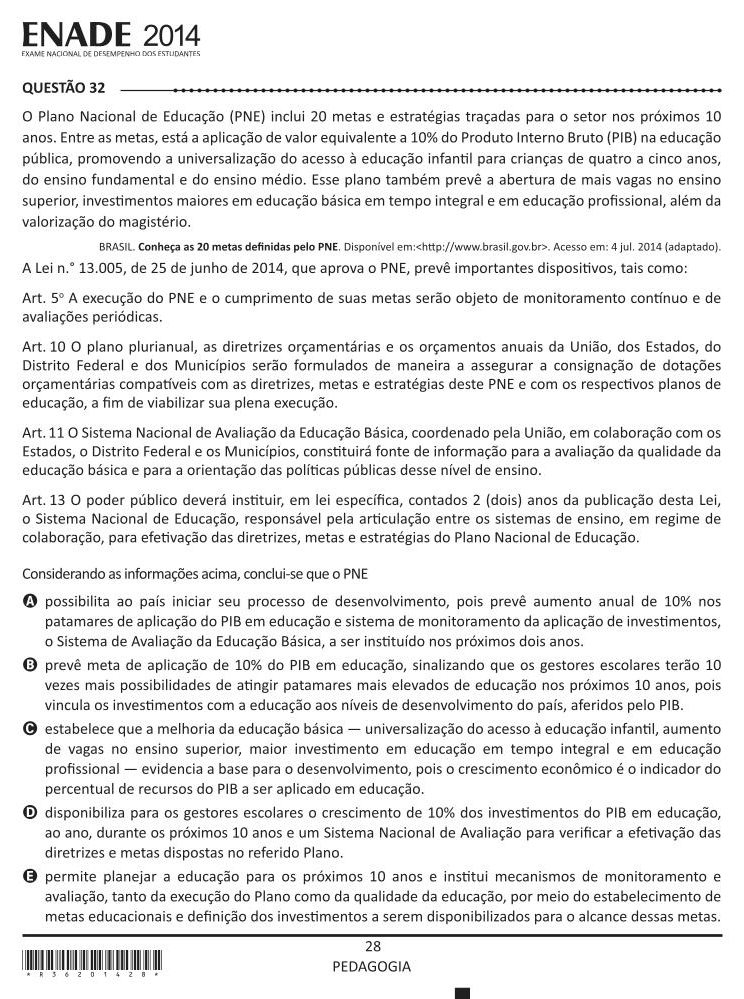 ENADE 2014
EXAME NACIONAL DE DESEMPENHO DOS ESTUDANTES
QUESTÃO 32
O Plano Nacional de Educação (PNE) inclui 20 metas e estratégias traçadas para o setor nos próximos 10
anos. Entre as metas, está a aplicação de valor equivalente a 10% do Produto Interno Bruto (PIB) na educação
pública, promovendo a universalização do acesso à educação infantil para crianças de quatro a cinco anos,
do ensino fundamental e do ensino médio. Esse plano também prevê a abertura de mais vagas no ensino
superior, investimentos maiores em educação básica em tempo integral e em educação profissional, além da
valorização do magistério.
BRASIL. Conheça as 20 metas definidas pelo PNE. Disponível em:<http://www.brasil.gov.br>. Acesso em: 4 jul. 2014 (adaptado).
A Lei n.° 13.005, de 25 de junho de 2014, que aprova o PNE, prevê importantes dispositivos, tais como:
Art. 5º A execução do PNE e o cumprimento de suas metas serão objeto de monitoramento contínuo e de
avaliações periódicas.
Art. 10 O plano plurianual, as diretrizes orçamentárias e os orçamentos anuais da União, dos Estados, do
Distrito Federal e dos Municípios serão formulados de maneira a assegurar a consignação de dotações
orçamentárias compatíveis com as diretrizes, metas e estratégias deste PNE e com os respectivos planos de
educação, a fim de viabilizar sua plena execução.
Art. 11 O Sistema Nacional de Avaliação da Educação Básica, coordenado pela União, em colaboração com os
Estados, o Distrito Federal e os Municípios, constituirá fonte de informação para a avaliação da qualidade da
educação básica e para a orientação das políticas públicas desse nível de ensino.
Art. 13 O poder público deverá instituir, em lei específica, contados 2 (dois) anos da publicação desta Lei,
o Sistema Nacional de Educação, responsável pela articulação entre os sistemas de ensino, em regime de
colaboração, para efetivação das diretrizes, metas e estratégias do Plano Nacional de Educação.
Considerando as informações acima, conclui-se que o PNE
A possibilita ao país iniciar seu processo de desenvolvimento, pois prevê aumento anual de 10% nos
patamares de aplicação do PIB em educação e sistema de monitoramento da aplicação de investimentos,
o Sistema de Avaliação da Educação Básica, a ser instituído nos próximos dois anos.
B prevê meta de aplicação de 10% do PIB em educação, sinalizando que os gestores escolares terão 10
vezes mais possibilidades de atingir patamares mais elevados de educação nos próximos 10 anos, pois
vincula os investimentos com a educação aos níveis de desenvolvimento do país, aferidos pelo PIB.
C estabelece que a melhoria da educação básica — universalização do acesso à educação infantil, aumento
de vagas no ensino superior, maior investimento em educação em tempo integral e em educação
profissional — evidencia a base para o desenvolvimento, pois o crescimento econômico é o indicador do
percentual de recursos do PIB a ser aplicado em educação.
D disponibiliza para os gestores escolares o crescimento de 10% dos investimentos do PIB em educação,
ao ano, durante os próximos 10 anos e um Sistema Nacional de Avaliação para verificar a efetivação das
diretrizes e metas dispostas no referido Plano.
E permite planejar a educação para os próximos 10 anos e institui mecanismos de monitoramento e
avaliação, tanto da execução do Plano como da qualidade da educação, por meio do estabelecimento de
metas educacionais e definição dos investimentos a serem disponibilizados para o alcance dessas metas.
28
PEDAGOGIA
* R 3 6 2 0 1 4 2 8 *